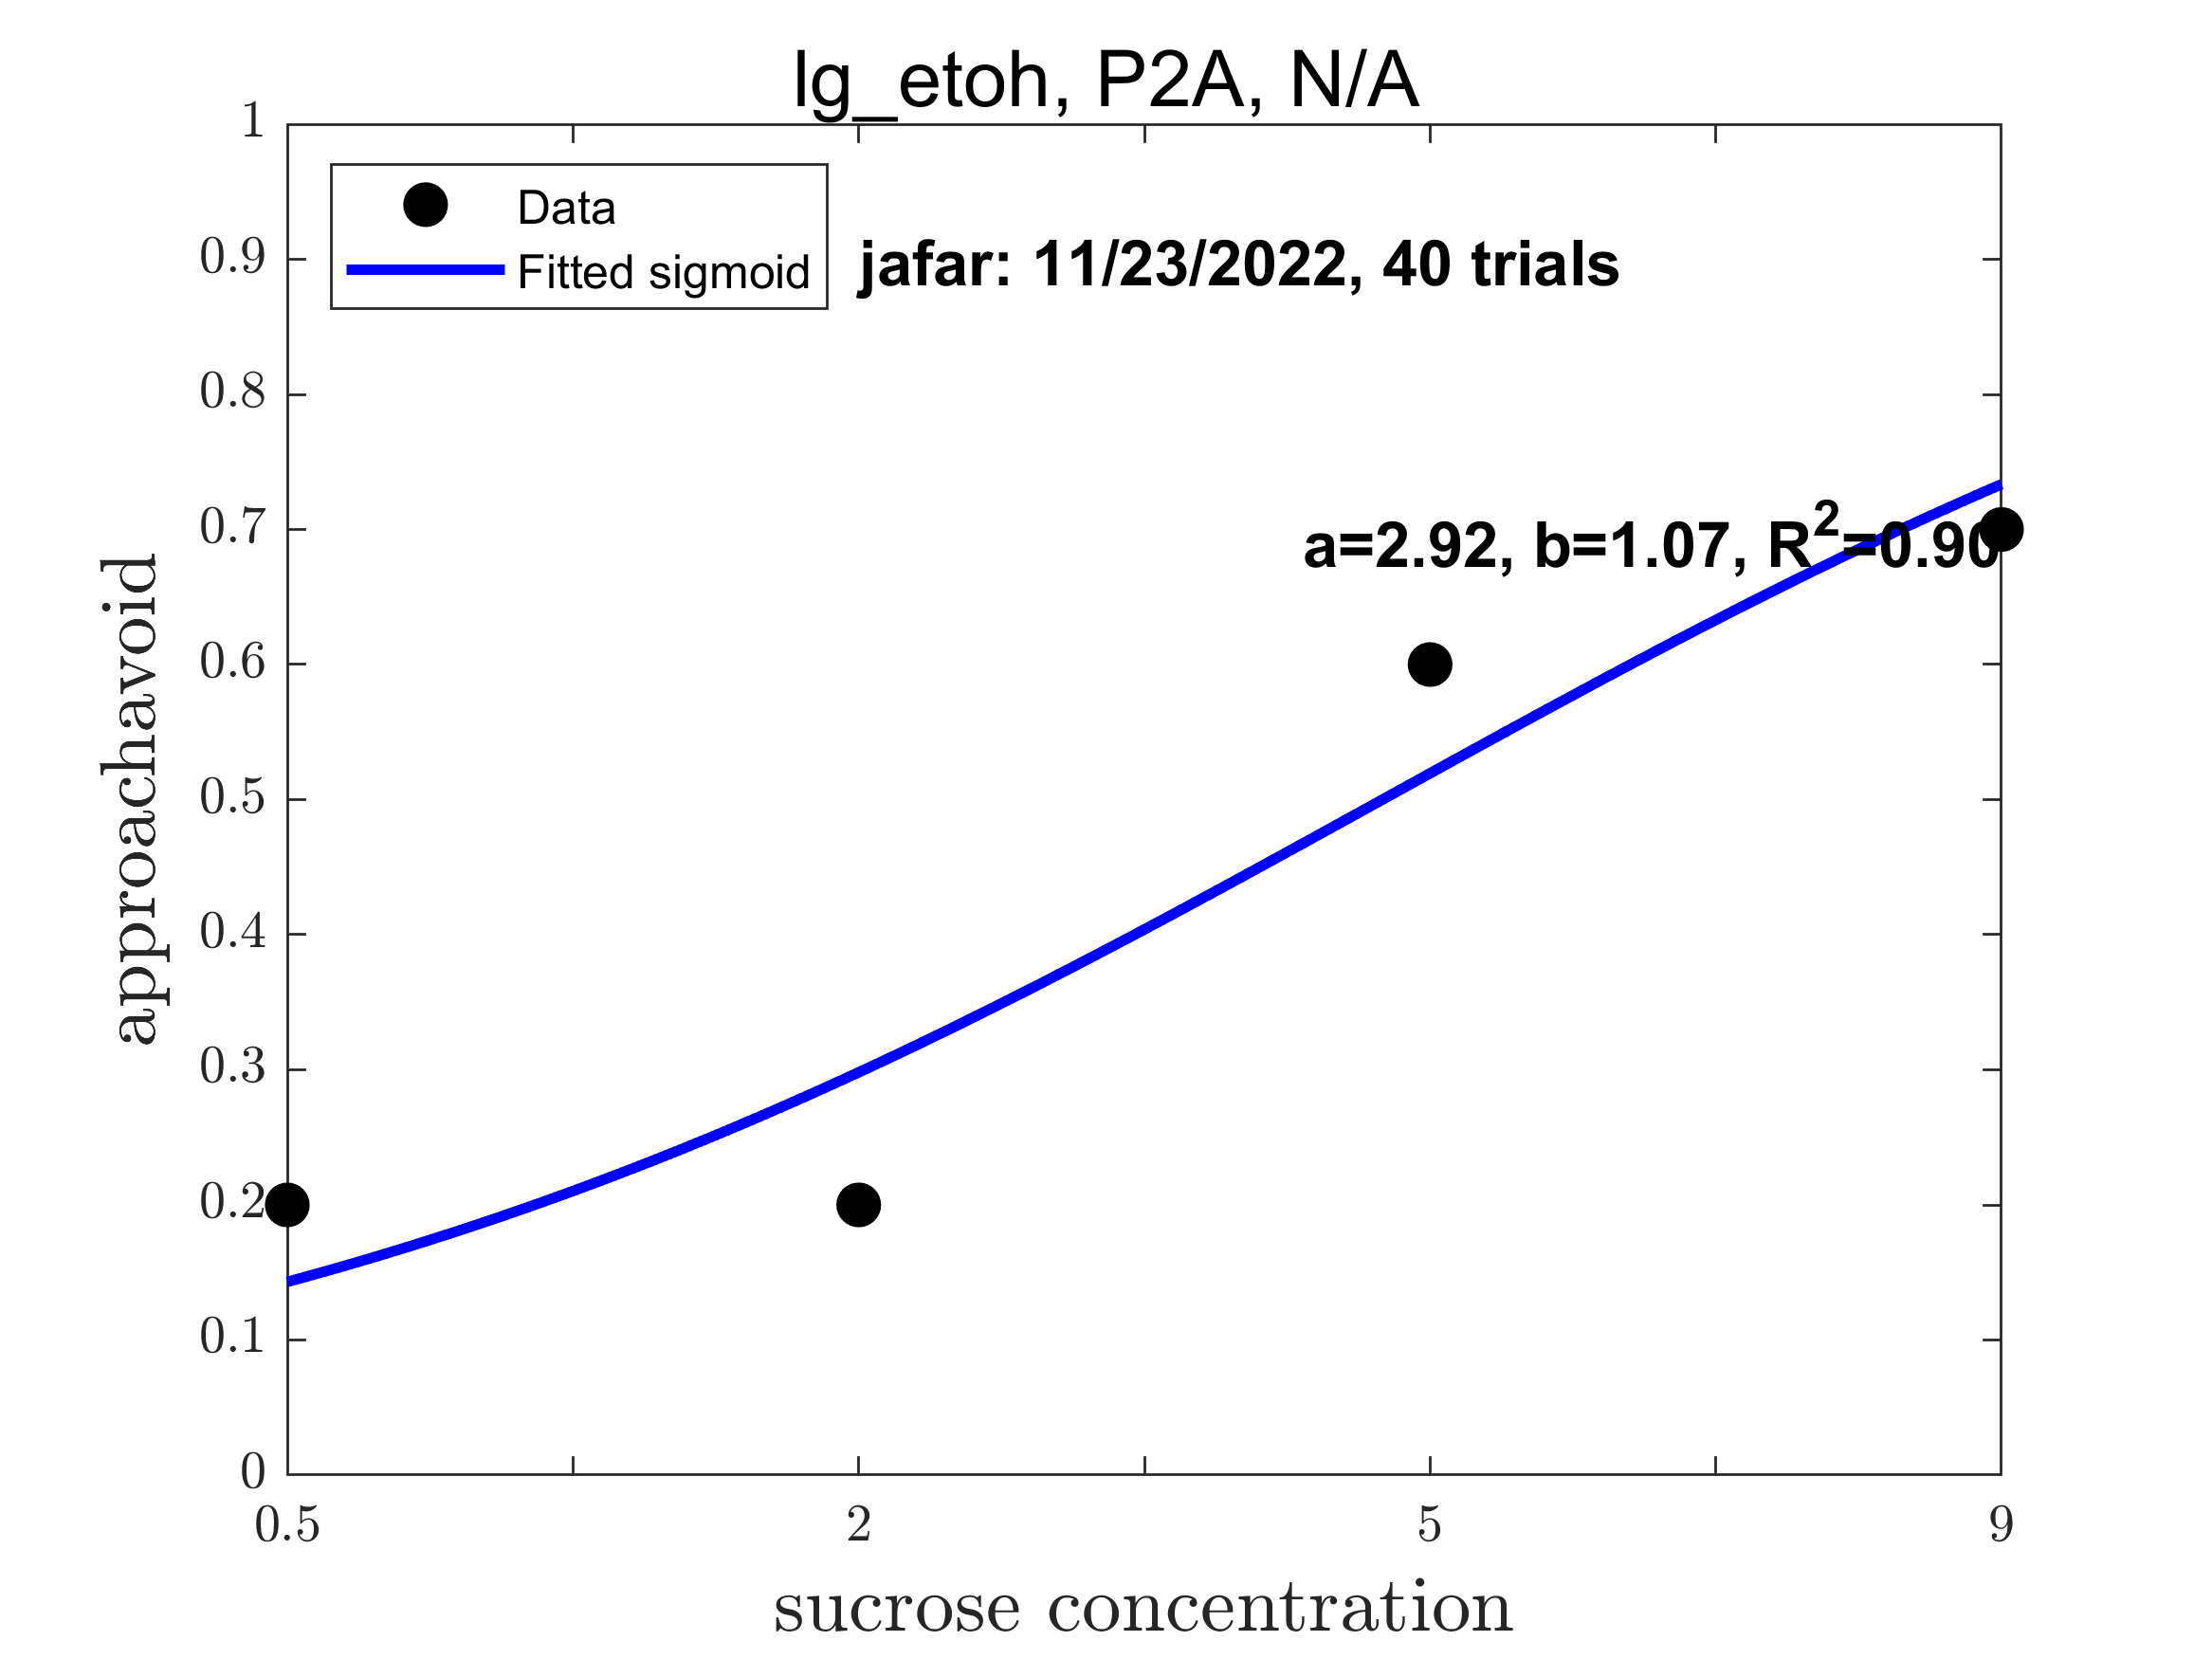 lg_etoh, P2A, N/A
1
Data
Fitted sigmoid
jafar: 11/23/2022, 40 trials
0.9
0.8
0.7
a=2.92, b=1.07, R²=0.90
0.6
0.5
0.4
0.3
0.2
0.1
0
approachavoid
0.5 2 5 9
sucrose concentration